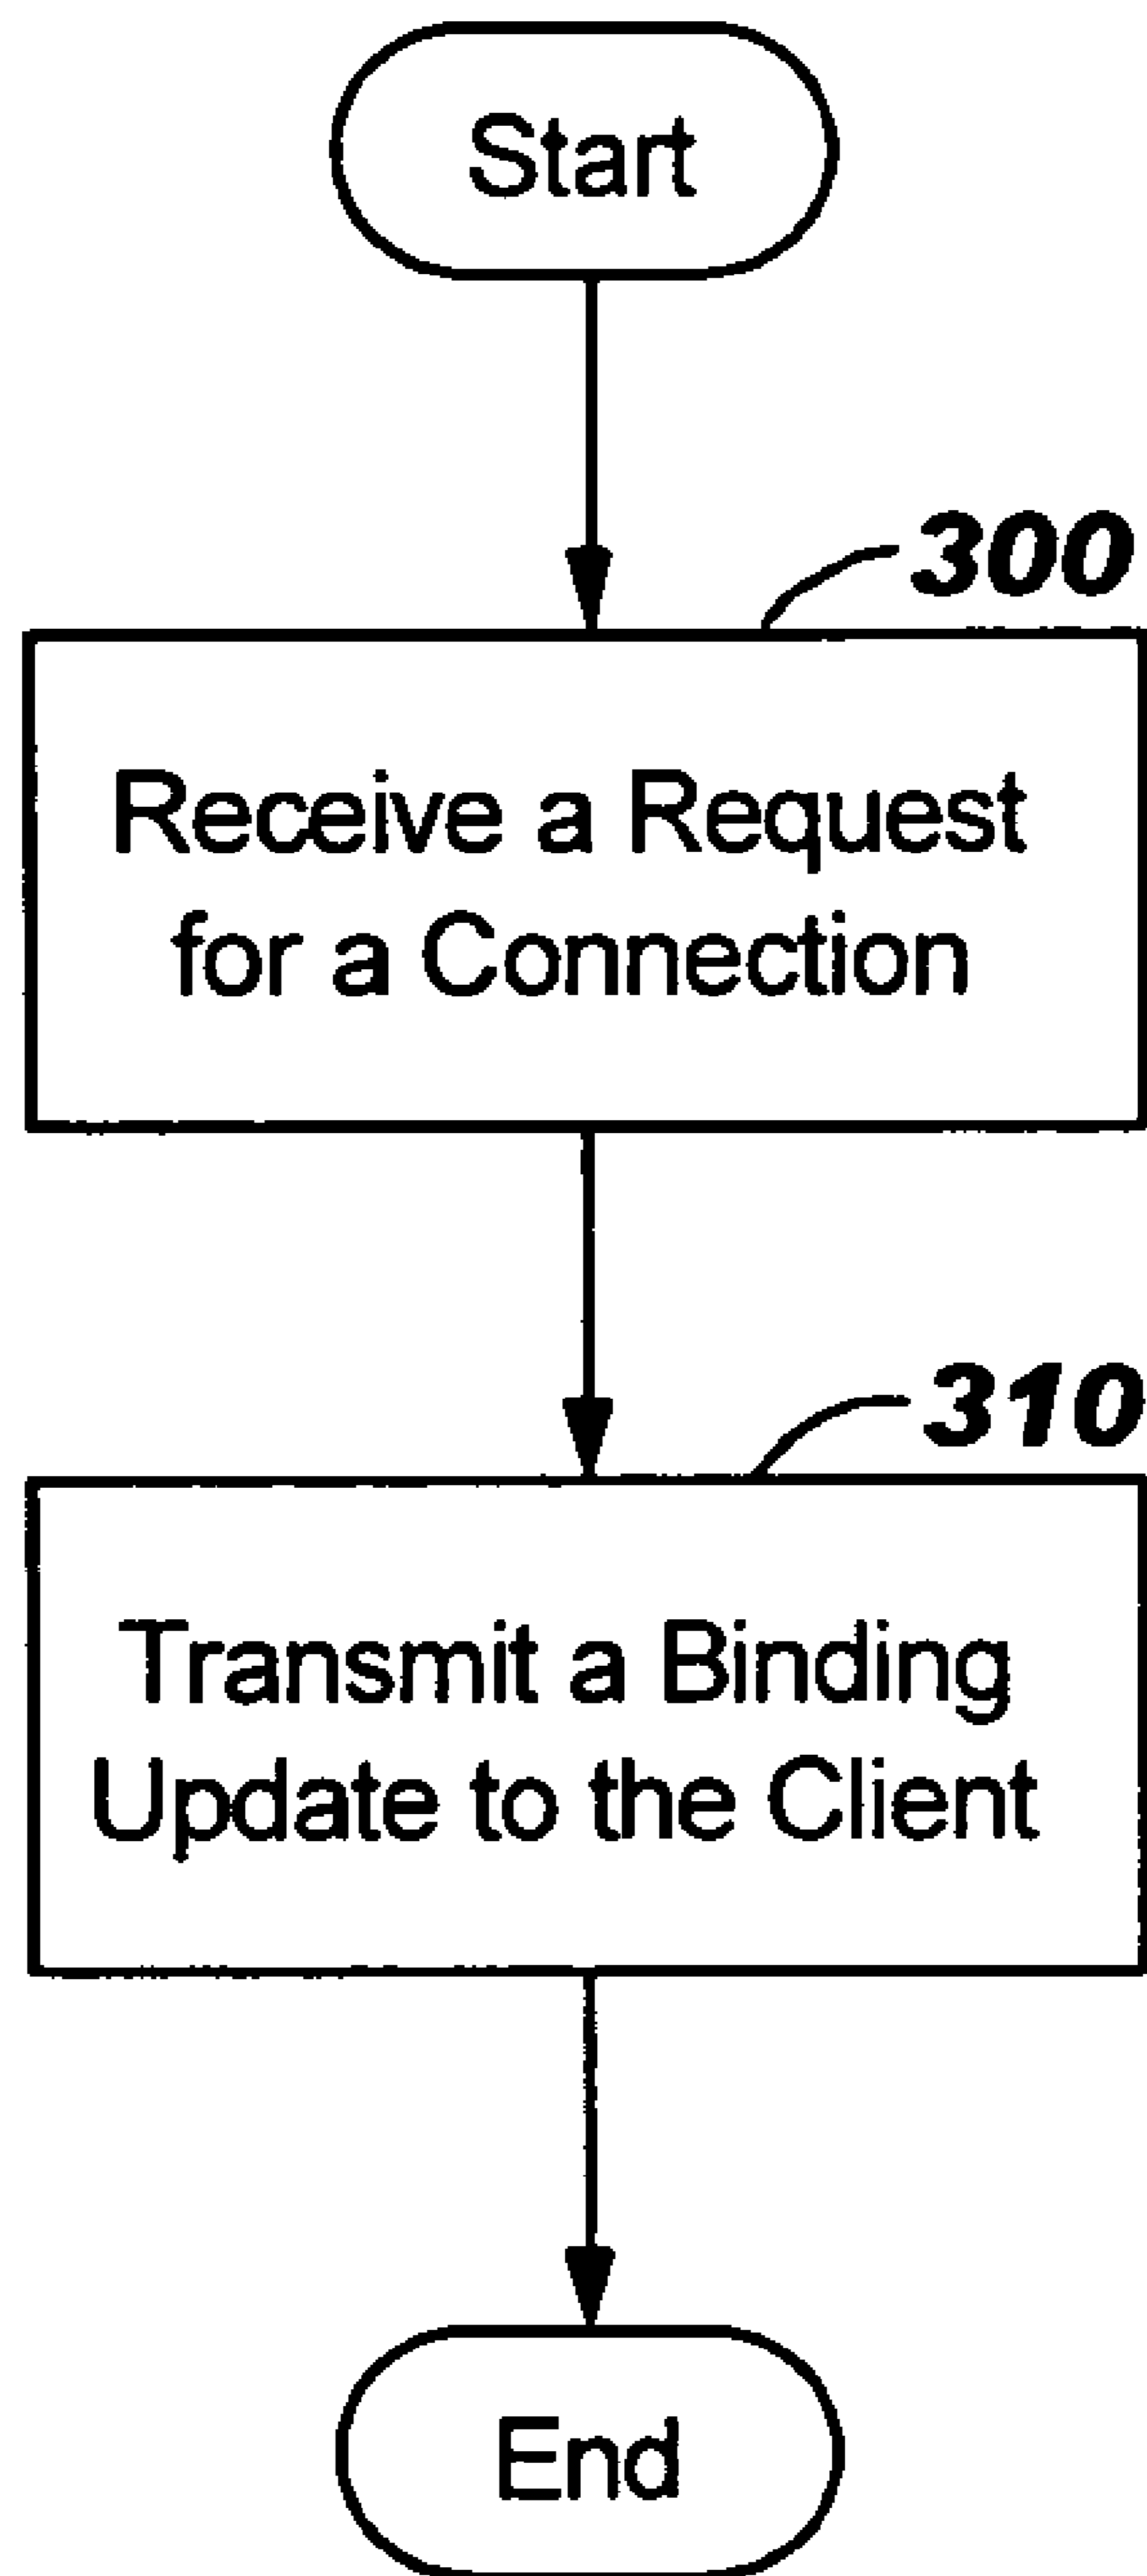 Start
300
Receive a Request
for a Connection
310
Transmit a Binding
Update to the Client
End